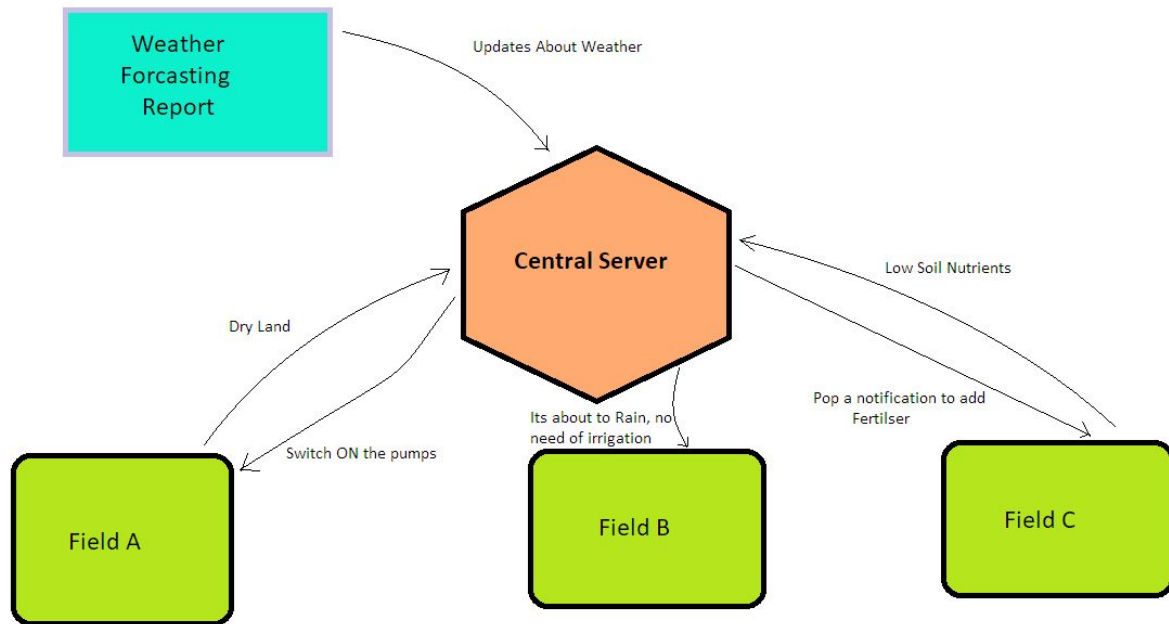 Weather
Forcasting
Report
Updates About Weather
Central Server
Low Soil Nutrients
Dry Land
Pop a notification to add
Fertilser
Its about to Rain, no
need of irrigation
Switch ON the pumps
Field A
Field B
Field C